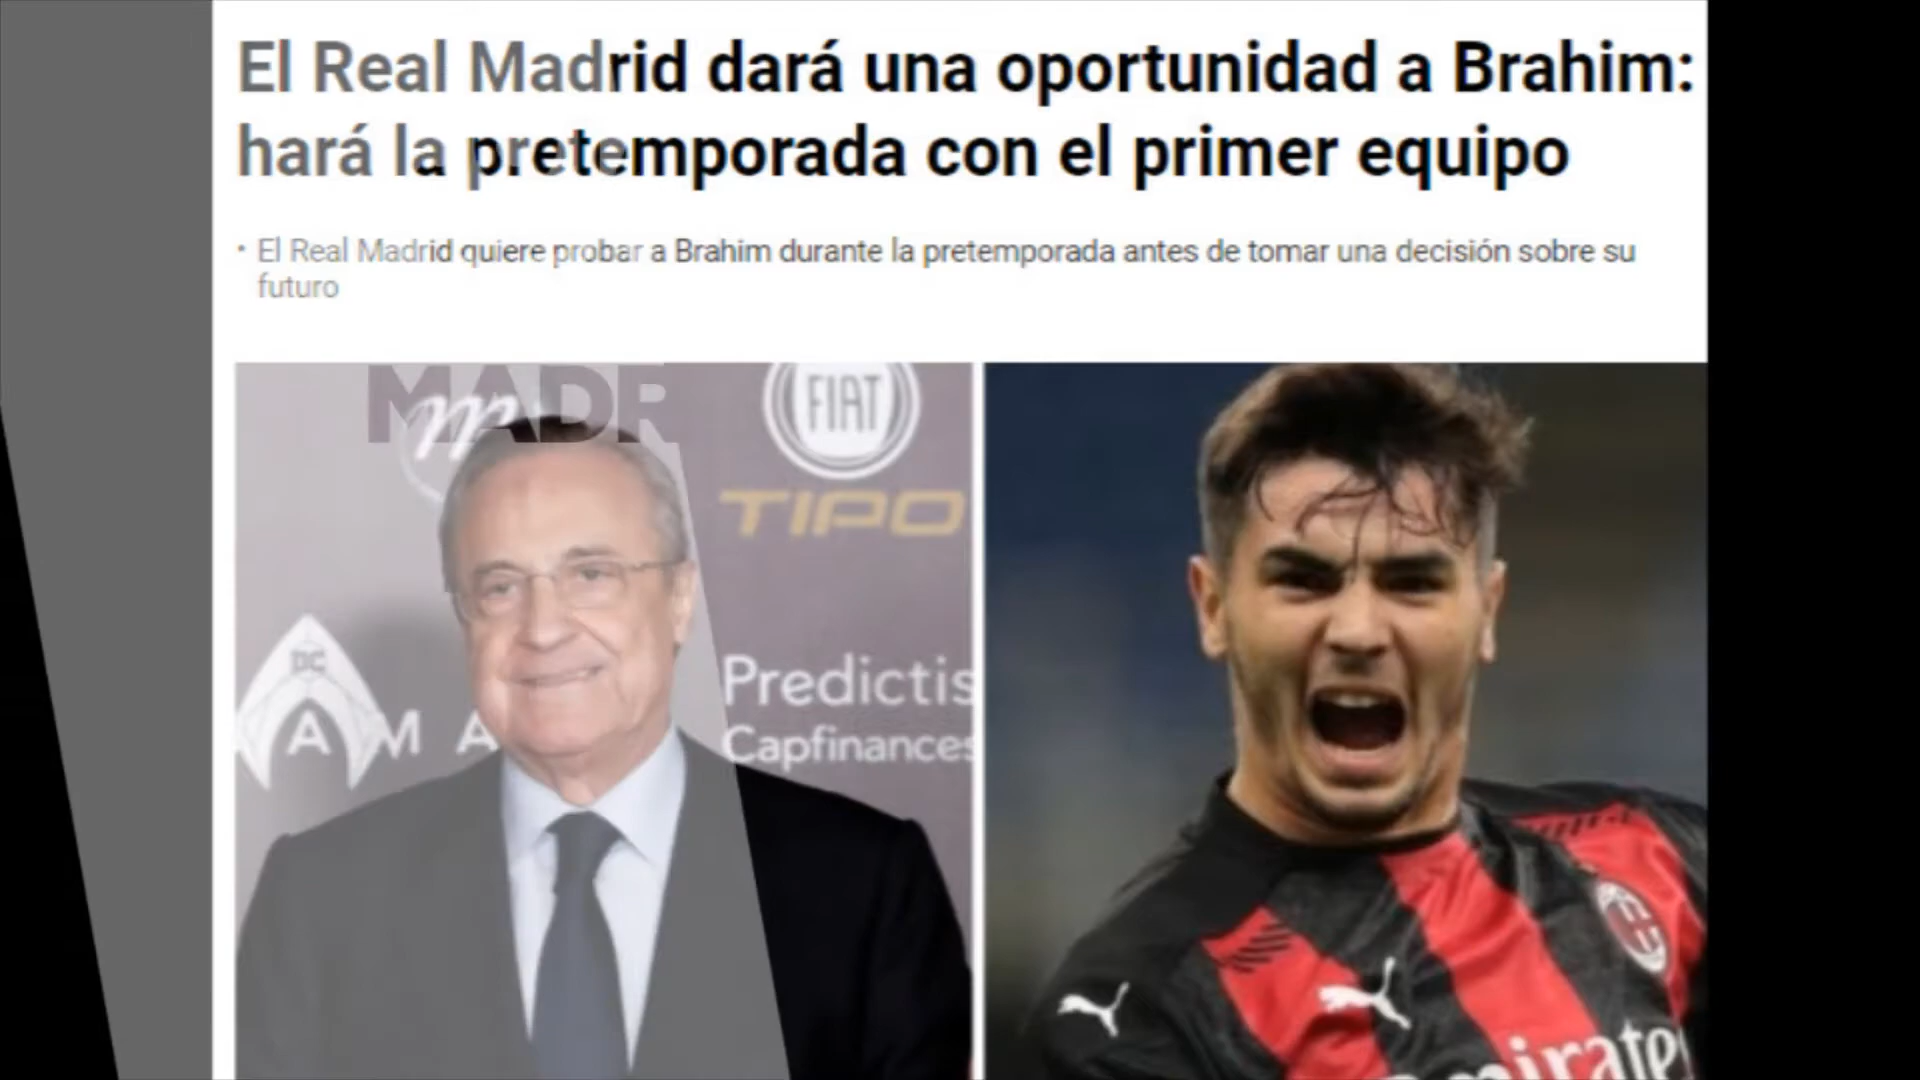 El Real Madrid dará una oportunidad a Brahim:
hará la pretemporada con el primer equipo
El Real Madrid quiere probar a Brahim durante la pretemporada antes de tomar una decisión sobre su
futuro
MADR
FIAT
TIPO
DC
A M A
Predictis
Capfinances